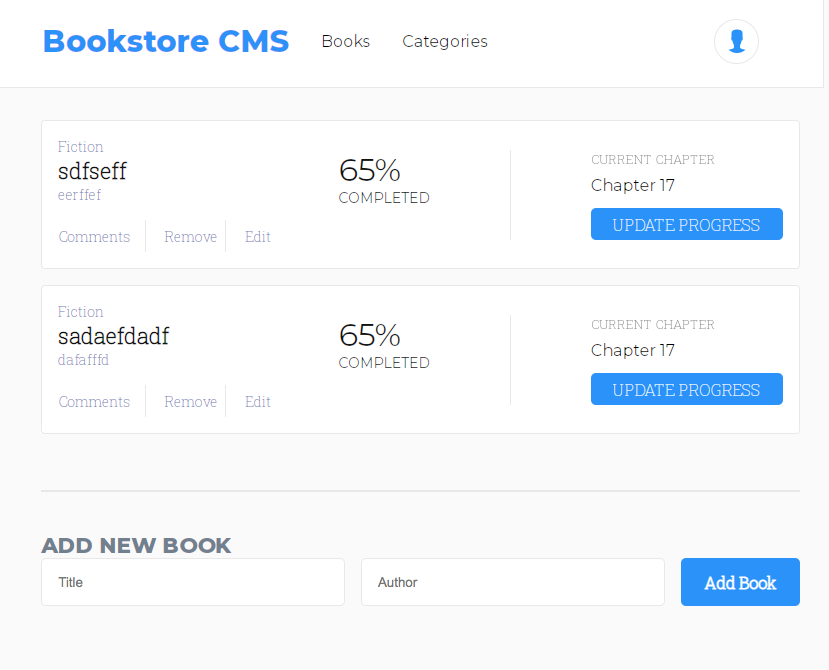 Bookstore CMS Books Categories
Fiction
sdfseff
eerffef
Comments Remove Edit
65%
COMPLETED
CURRENT CHAPTER
Chapter 17
UPDATE PROGRESS
Fiction
sadaefdadf
dafafffd
Comments Remove Edit
65%
COMPLETED
CURRENT CHAPTER
Chapter 17
UPDATE PROGRESS
ADD NEW BOOK
Title Author Add Book